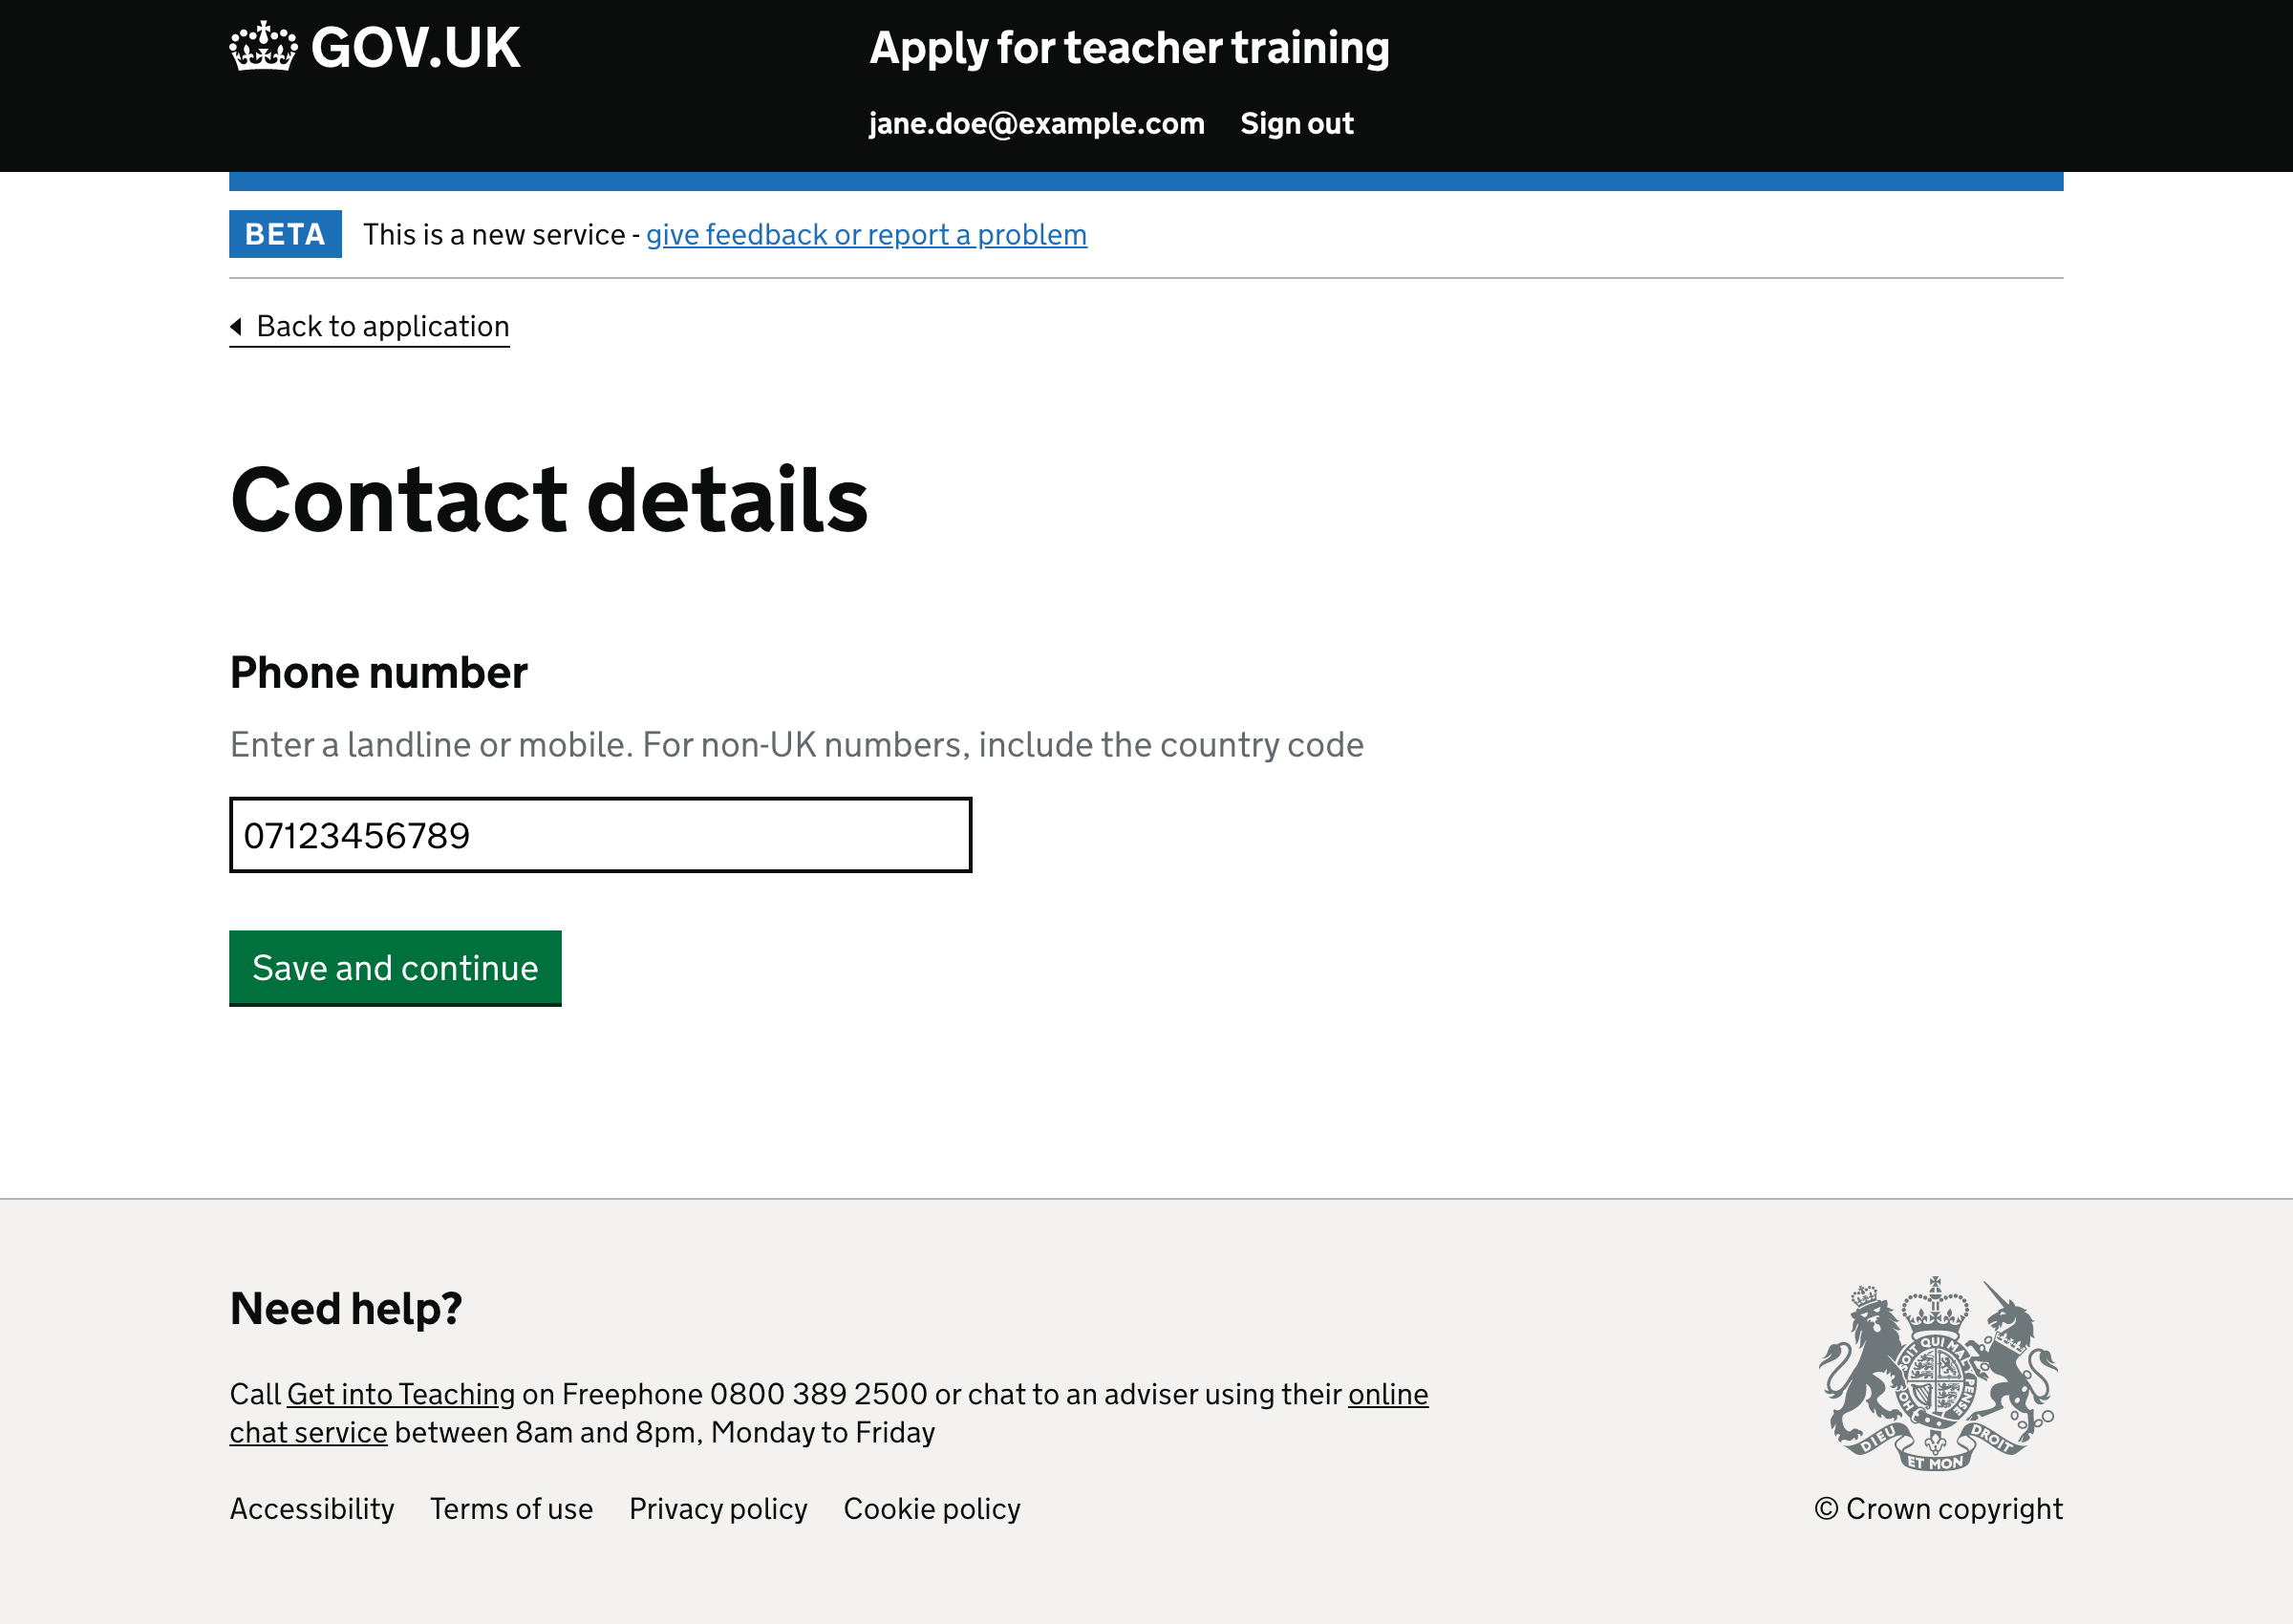 GOV.UK
Apply for teacher training
jane.doe@example.com Sign out
BETA This is a new service - give feedback or report a problem
Back to application
Contact details
Phone number
Enter a landline or mobile. For non-UK numbers, include the country code
07123456789
Save and continue
Need help?
Call Get into Teaching on Freephone 0800 389 2500 or chat to an adviser using their online
chat service between 8am and 8pm, Monday to Friday
Accessibility Terms of use Privacy policy Cookie policy
SOIT QUI MAL Y PENSE
HON
DIEU ET MON DROIT
© Crown copyright